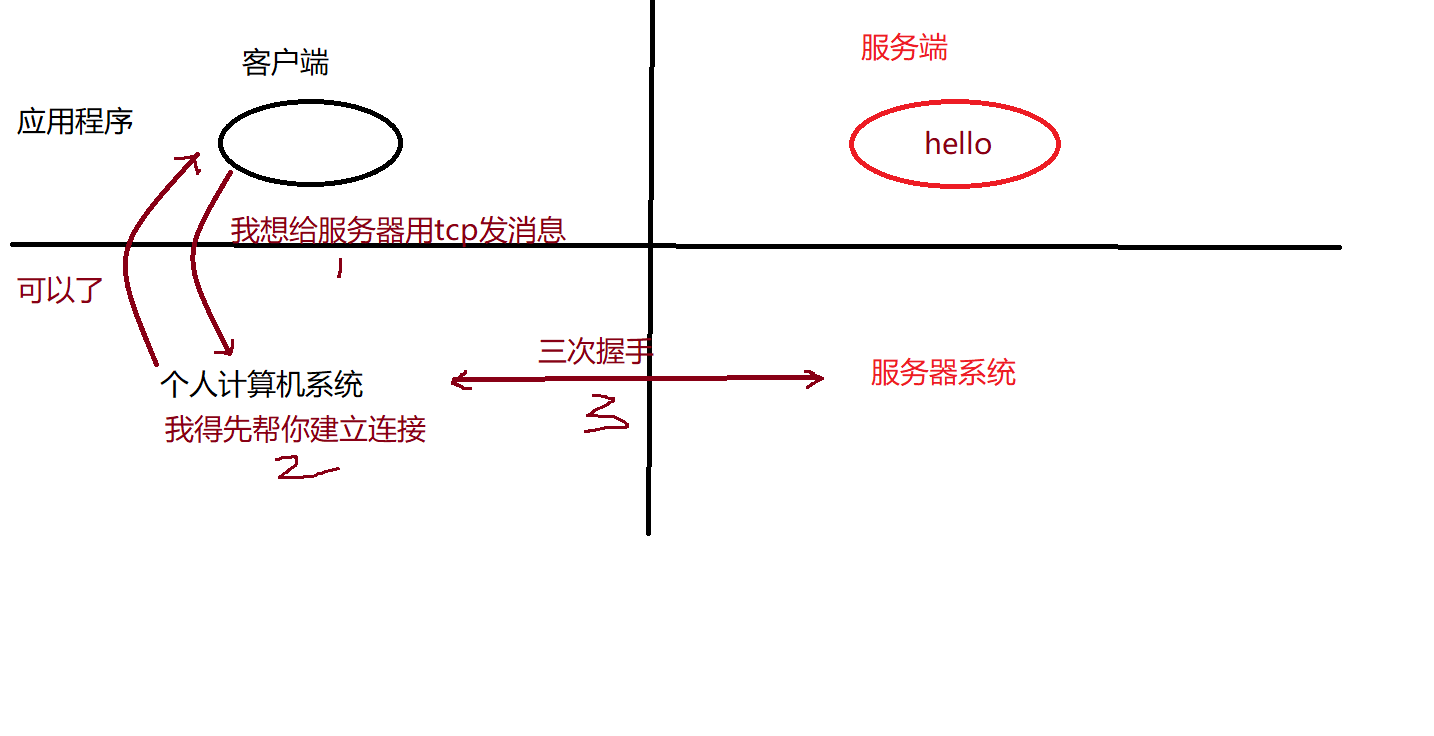 客户端
服务端
应用程序
hello
我想给服务器用tcp发消息
1
可以了
三次握手
个人计算机系统
服务器系统
3
我得先帮你建立连接
2